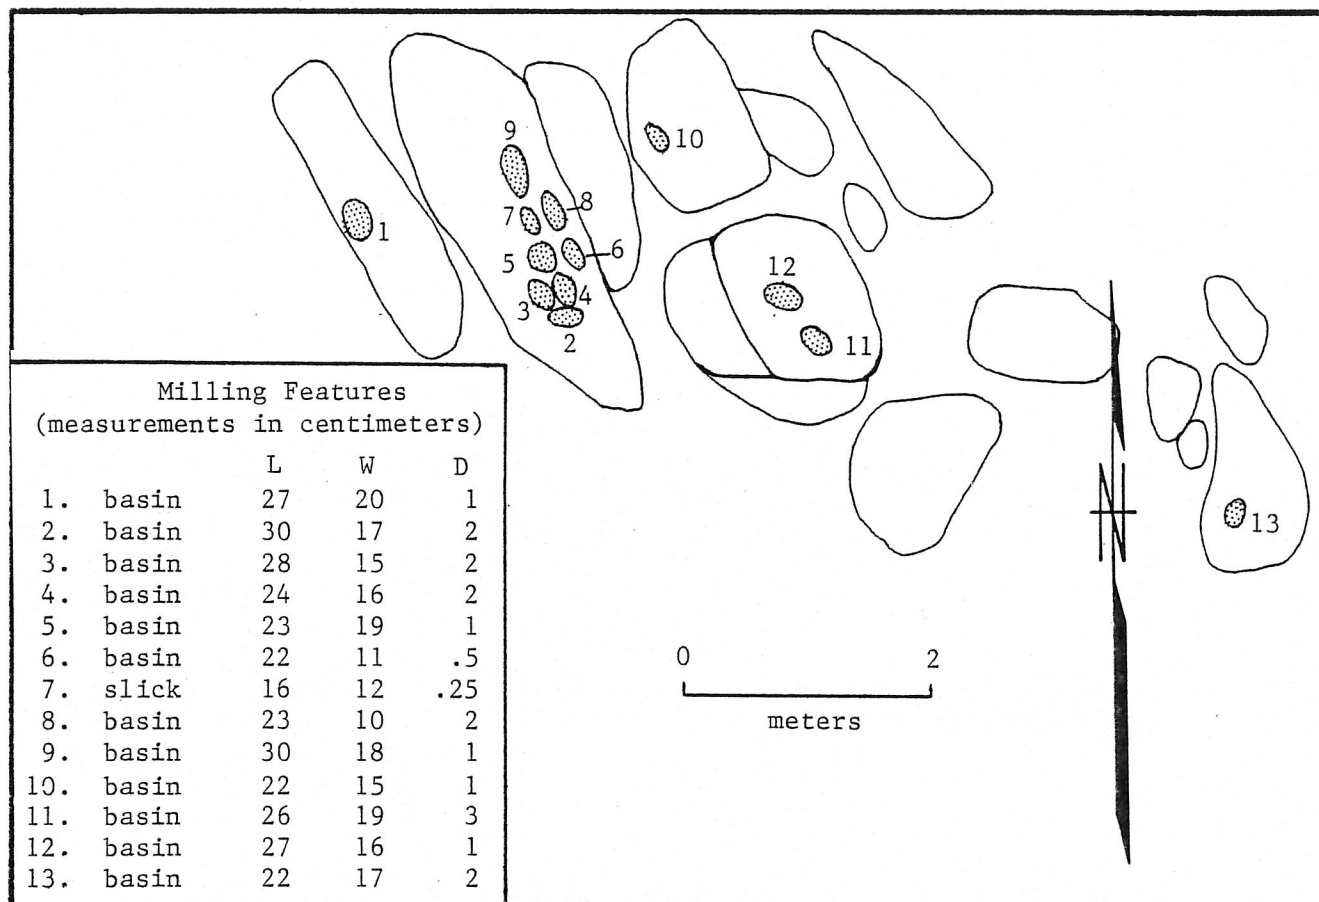 9
10
1
7
8
5
6
12
3
4
2
11
13
N
0 2
meters
Milling Features
(measurements in centimeters)
L W D
1. basin 27 20 1
2. basin 30 17 2
3. basin 28 15 2
4. basin 24 16 2
5. basin 23 19 1
6. basin 22 11 .5
7. slick 16 12 .25
8. basin 23 10 2
9. basin 30 18 1
10. basin 22 15 1
11. basin 26 19 3
12. basin 27 16 1
13. basin 22 17 2